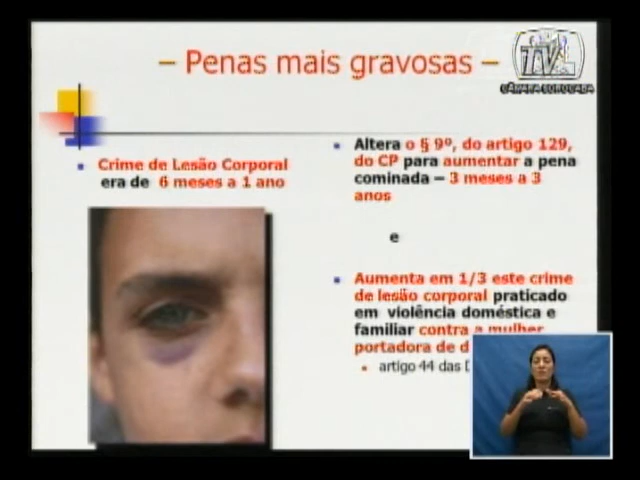 – Penas mais gravosas –
TV
CÂMARA SOROCABA
Crime de Lesão Corporal
era de 6 meses a 1 ano
Altera o § 9º, do artigo 129,
do CP para aumentar a pena
cominada – 3 meses a 3
anos
e
Aumenta em 1/3 este crime
de lesão corporal praticado
em violência doméstica e
familiar contra a mulher
portadora de d
artigo 44 das